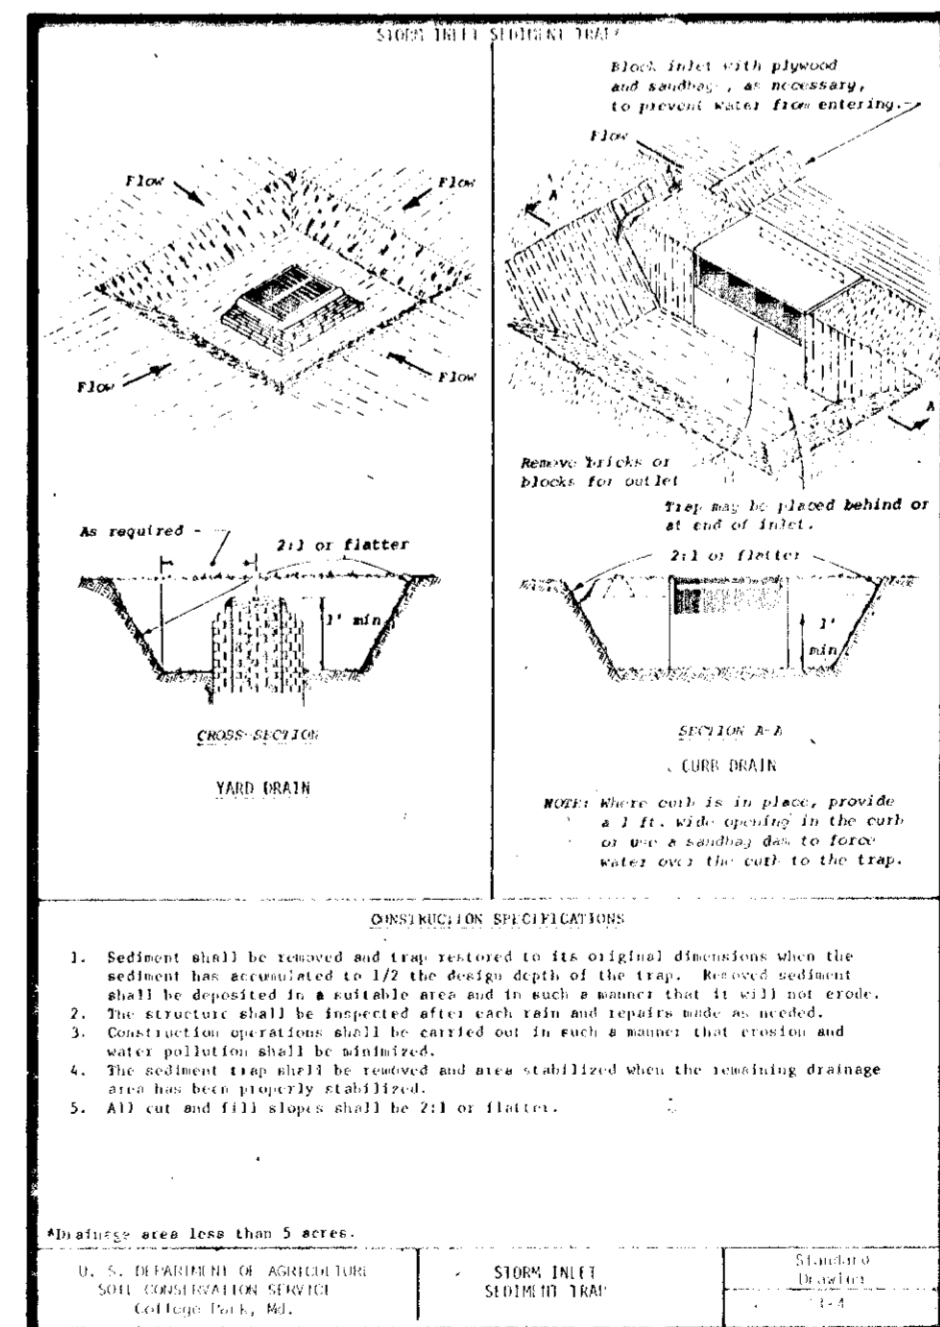 STORM INLET SEDIMENT TRAP
Flow
Flow
Flow
Flow
As required
2:1 or flatter
1' min
CROSS-SECTION
YARD DRAIN
Block inlet with plywood
and sandbags, as necessary,
to prevent water from entering.
Flow
A
A
Remove bricks or
blocks for outlet
Trap may be placed behind or
at end of inlet.
2:1 or flatter
1'
min
SECTION A-A
CURB DRAIN
NOTE: Where curb is in place, provide
a 1 ft. wide opening in the curb
or use a sandbag dam to force
water over the curb to the trap.
CONSTRUCTION SPECIFICATIONS
1. Sediment shall be removed and trap restored to its original dimensions when the
sediment has accumulated to 1/2 the design depth of the trap. Removed sediment
shall be deposited in a suitable area and in such a manner that it will not erode.
2. The structure shall be inspected after each rain and repairs made as needed.
3. Construction operations shall be carried out in such a manner that erosion and
water pollution shall be minimized.
4. The sediment trap shall be removed and area stabilized when the remaining drainage
area has been properly stabilized.
5. All cut and fill slopes shall be 2:1 or flatter.
*Drainage area less than 5 acres.
U. S. DEPARTMENT OF AGRICULTURE
SOIL CONSERVATION SERVICE
College Park, Md.
STORM INLET
SEDIMENT TRAP
Standard
Drawing